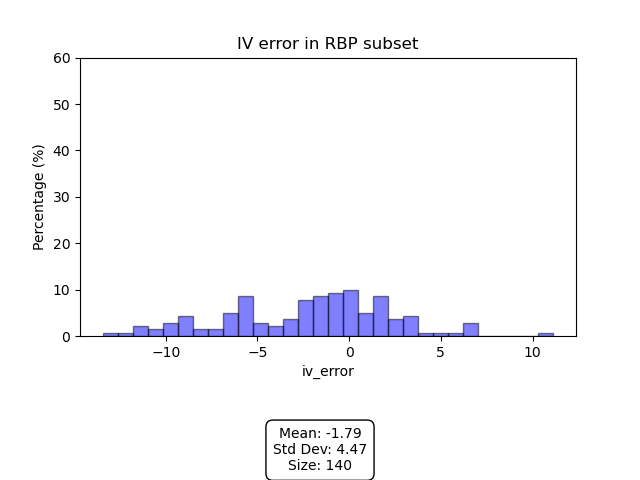 IV error in RBP subset
60
50
40
30
20
10
0
Percentage (%)
−10
−5
0
5
10
iv_error
Mean: -1.79
Std Dev: 4.47
Size: 140